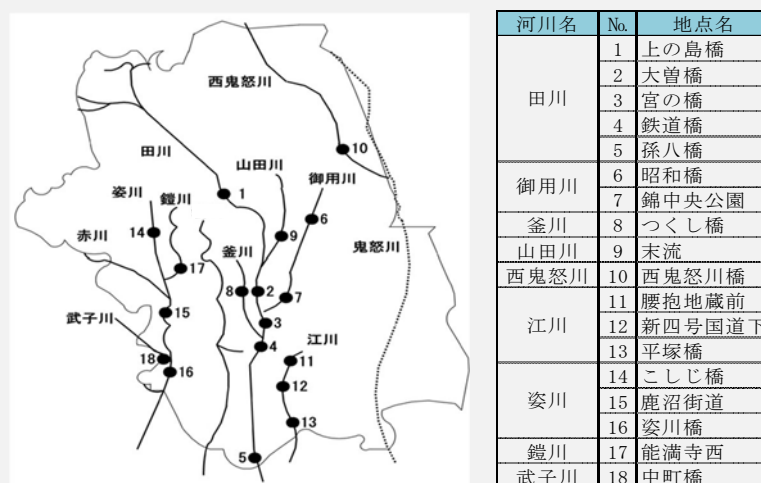 西鬼怒川
10
田川
山田川
御用川
1
姿川
鎧川
6
赤川
14
9
鬼怒川
釜川
17
8
2
7
武子川
15
3
江川
4
18
11
16
12
13
5
河川名 No. 地点名
田川 1 上の島橋
2 大曽橋
3 宮の橋
4 鉄道橋
5 孫八橋
御用川 6 昭和橋
7 錦中央公園
釜川 8 つくし橋
山田川 9 末流
西鬼怒川 10 西鬼怒川橋
江川 11 腰抱地蔵前
12 新四号国道下
13 平塚橋
姿川 14 こしじ橋
15 鹿沼街道
16 姿川橋
鎧川 17 能満寺西
武子川 18 中町橋